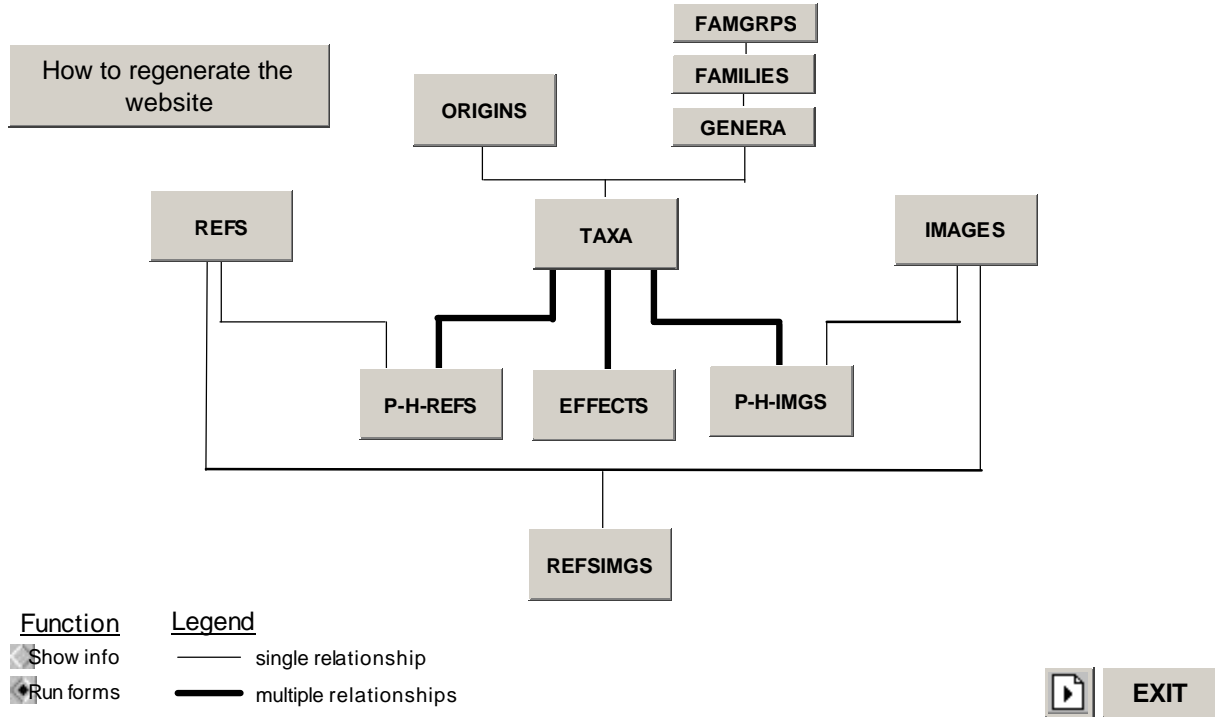 FAMGRPS
How to regenerate the
website
FAMILIES
ORIGINS
GENERA
REFS
TAXA
IMAGES
P-H-REFS
EFFECTS
P-H-IMGS
REFSIMGS
Function
Legend
Show info
single relationship
Run forms
multiple relationships
EXIT